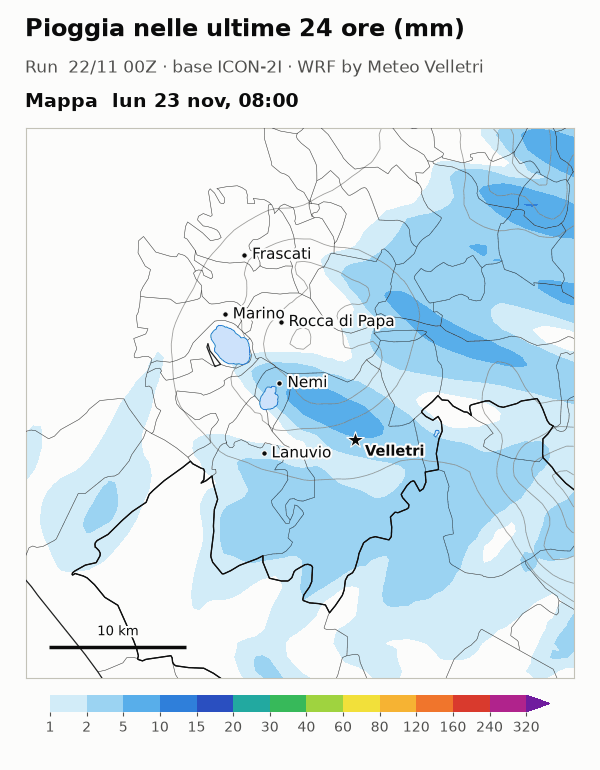 Pioggia nelle ultime 24 ore (mm)
Run 22/11 00Z · base ICON-2I · WRF by Meteo Velletri
Mappa lun 23 nov, 08:00
Frascati
Marino
Rocca di Papa
Nemi
Velletri
Lanuvio
10 km
1 2 5 10 15 20 30 40 60 80 120 160 240 320